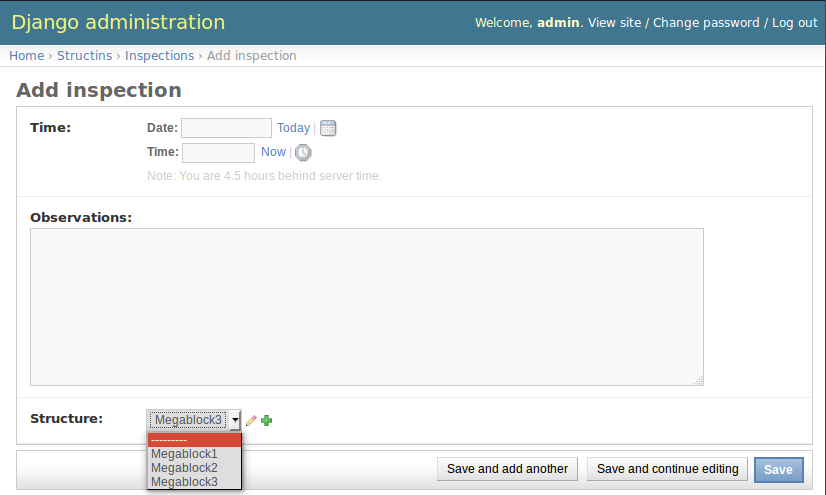 Django administration
Welcome, admin. View site / Change password / Log out
Home › Structins › Inspections › Add inspection
Add inspection
Time:
Date: Today |
Time: Now |
Note: You are 4.5 hours behind server time.
Observations:
Structure: Megablock3
---------
Megablock1
Megablock2
Megablock3
Save and add another Save and continue editing Save